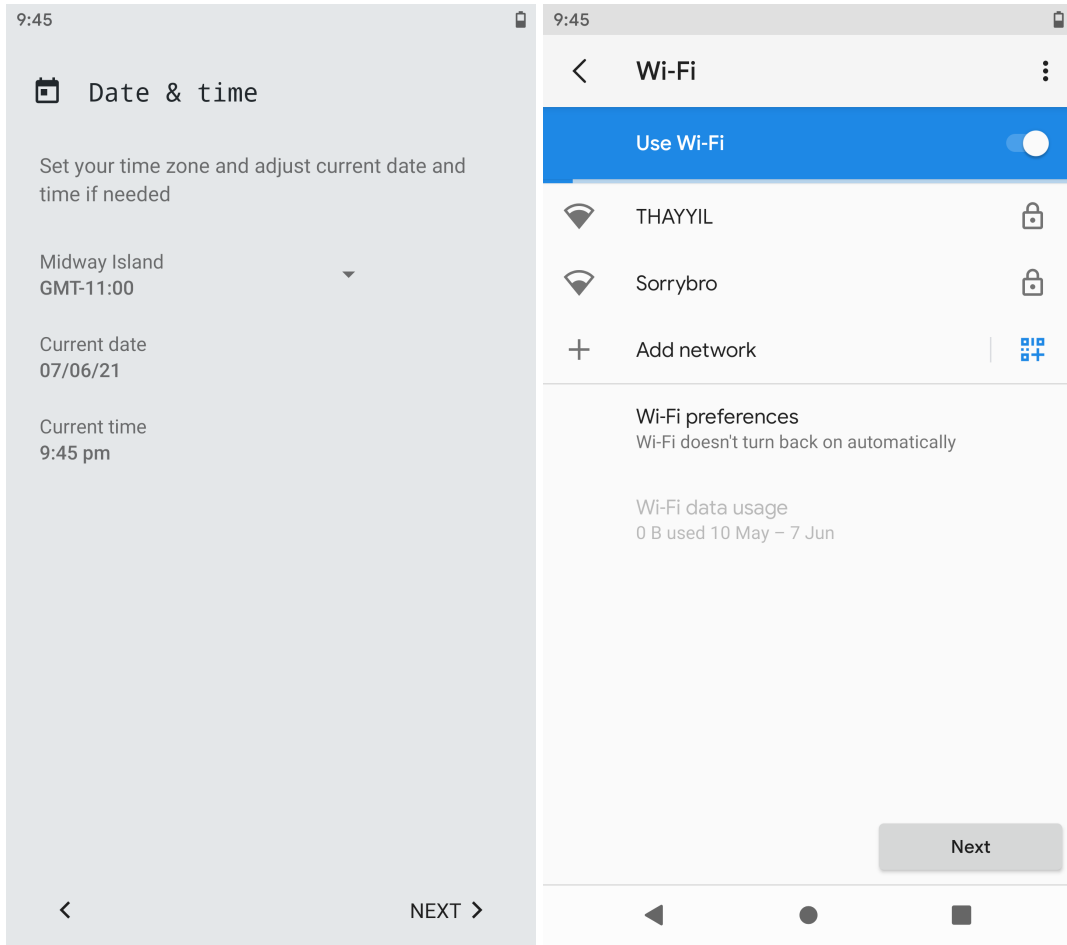 9:45
Date & time
Set your time zone and adjust current date and
time if needed
Midway Island
GMT-11:00
Current date
07/06/21
Current time
9:45 pm
NEXT
9:45
Wi-Fi
Use Wi-Fi
THAYYIL
Sorrybro
Add network
Wi-Fi preferences
Wi-Fi doesn't turn back on automatically
Wi-Fi data usage
0 B used 10 May – 7 Jun
Next